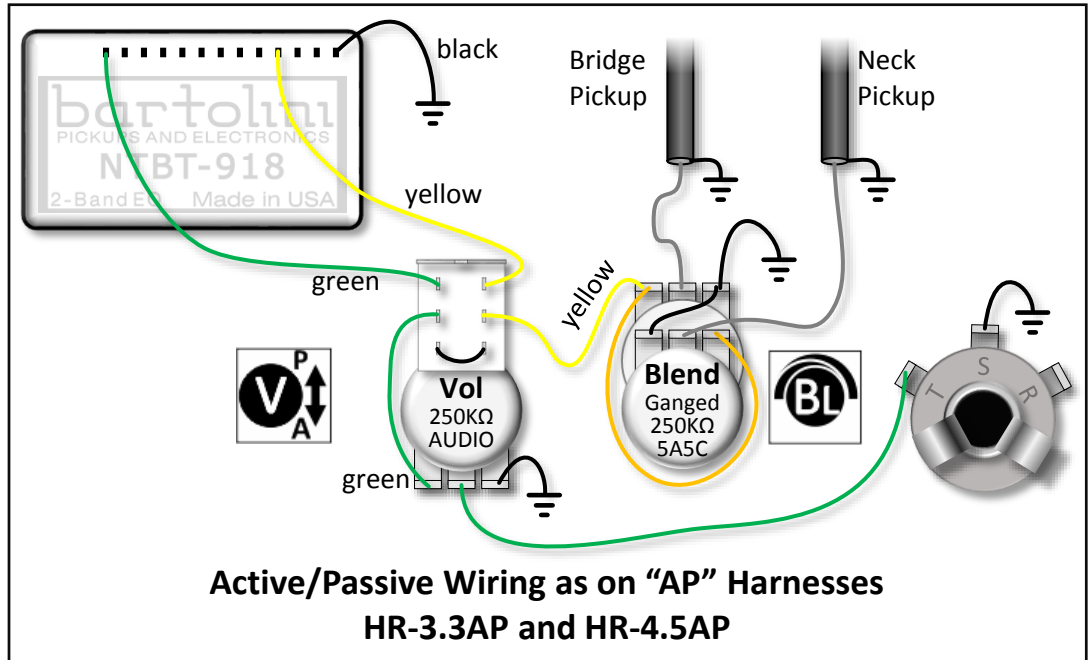 black
bartolini
PICKUPS AND ELECTRONICS
NTBT-918
2-Band EQ Made in USA
yellow
green
Bridge
Pickup
Neck
Pickup
yellow
V
P
A
Vol
250KΩ
AUDIO
green
Blend
Ganged
250KΩ
5A5C
BL
T
S
R
Active/Passive Wiring as on “AP” Harnesses
HR-3.3AP and HR-4.5AP